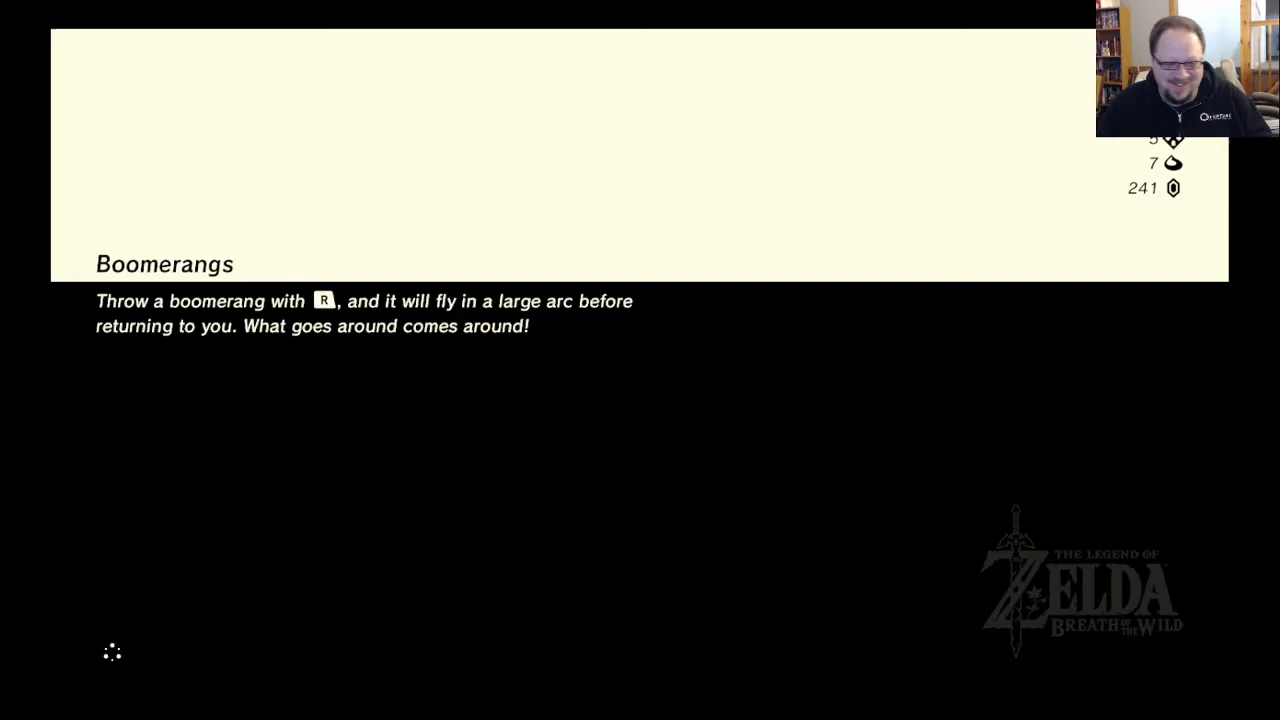 5
7
241
Boomerangs
Throw a boomerang with R, and it will fly in a large arc before
returning to you. What goes around comes around!
THE LEGEND OF
ZELDA
BREATH OF THE WILD